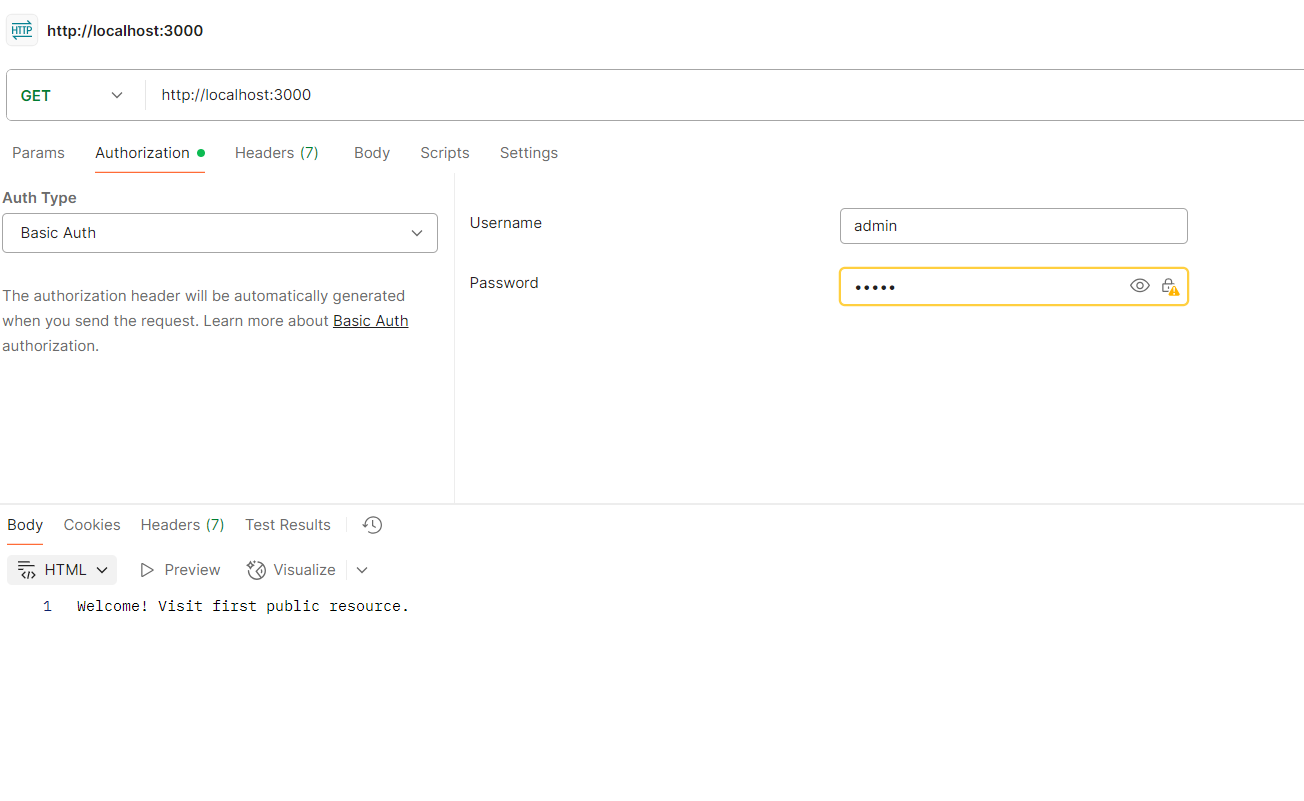 HTTP http://localhost:3000
GET http://localhost:3000
Params Authorization Headers (7) Body Scripts Settings
Auth Type
Basic Auth
The authorization header will be automatically generated
when you send the request. Learn more about Basic Auth
authorization.
Username admin
Password •••••
Body Cookies Headers (7) Test Results
HTML Preview Visualize
1 Welcome! Visit first public resource.